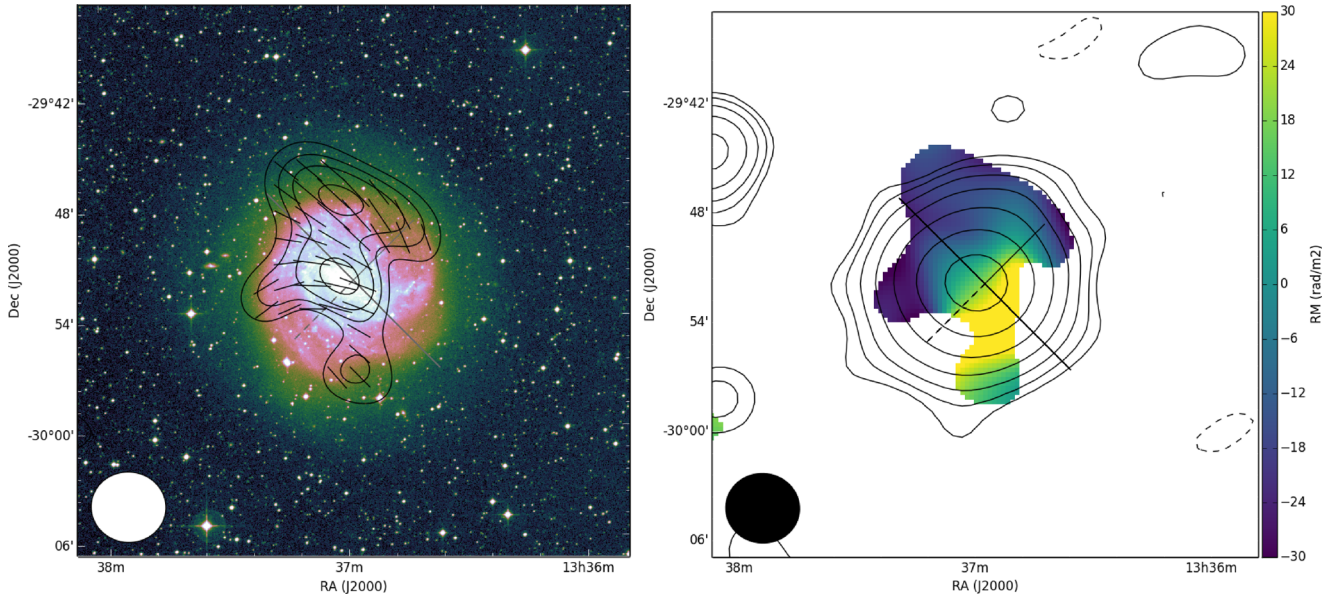 -29°42'
48'
54'
-30°00'
06'
Dec (J2000)
38m
37m
13h36m
RA (J2000)
-29°42'
48'
54'
-30°00'
06'
Dec (J2000)
38m
37m
13h36m
RA (J2000)
30
24
18
12
6
0
−6
−12
−18
−24
−30
RM (rad/m2)